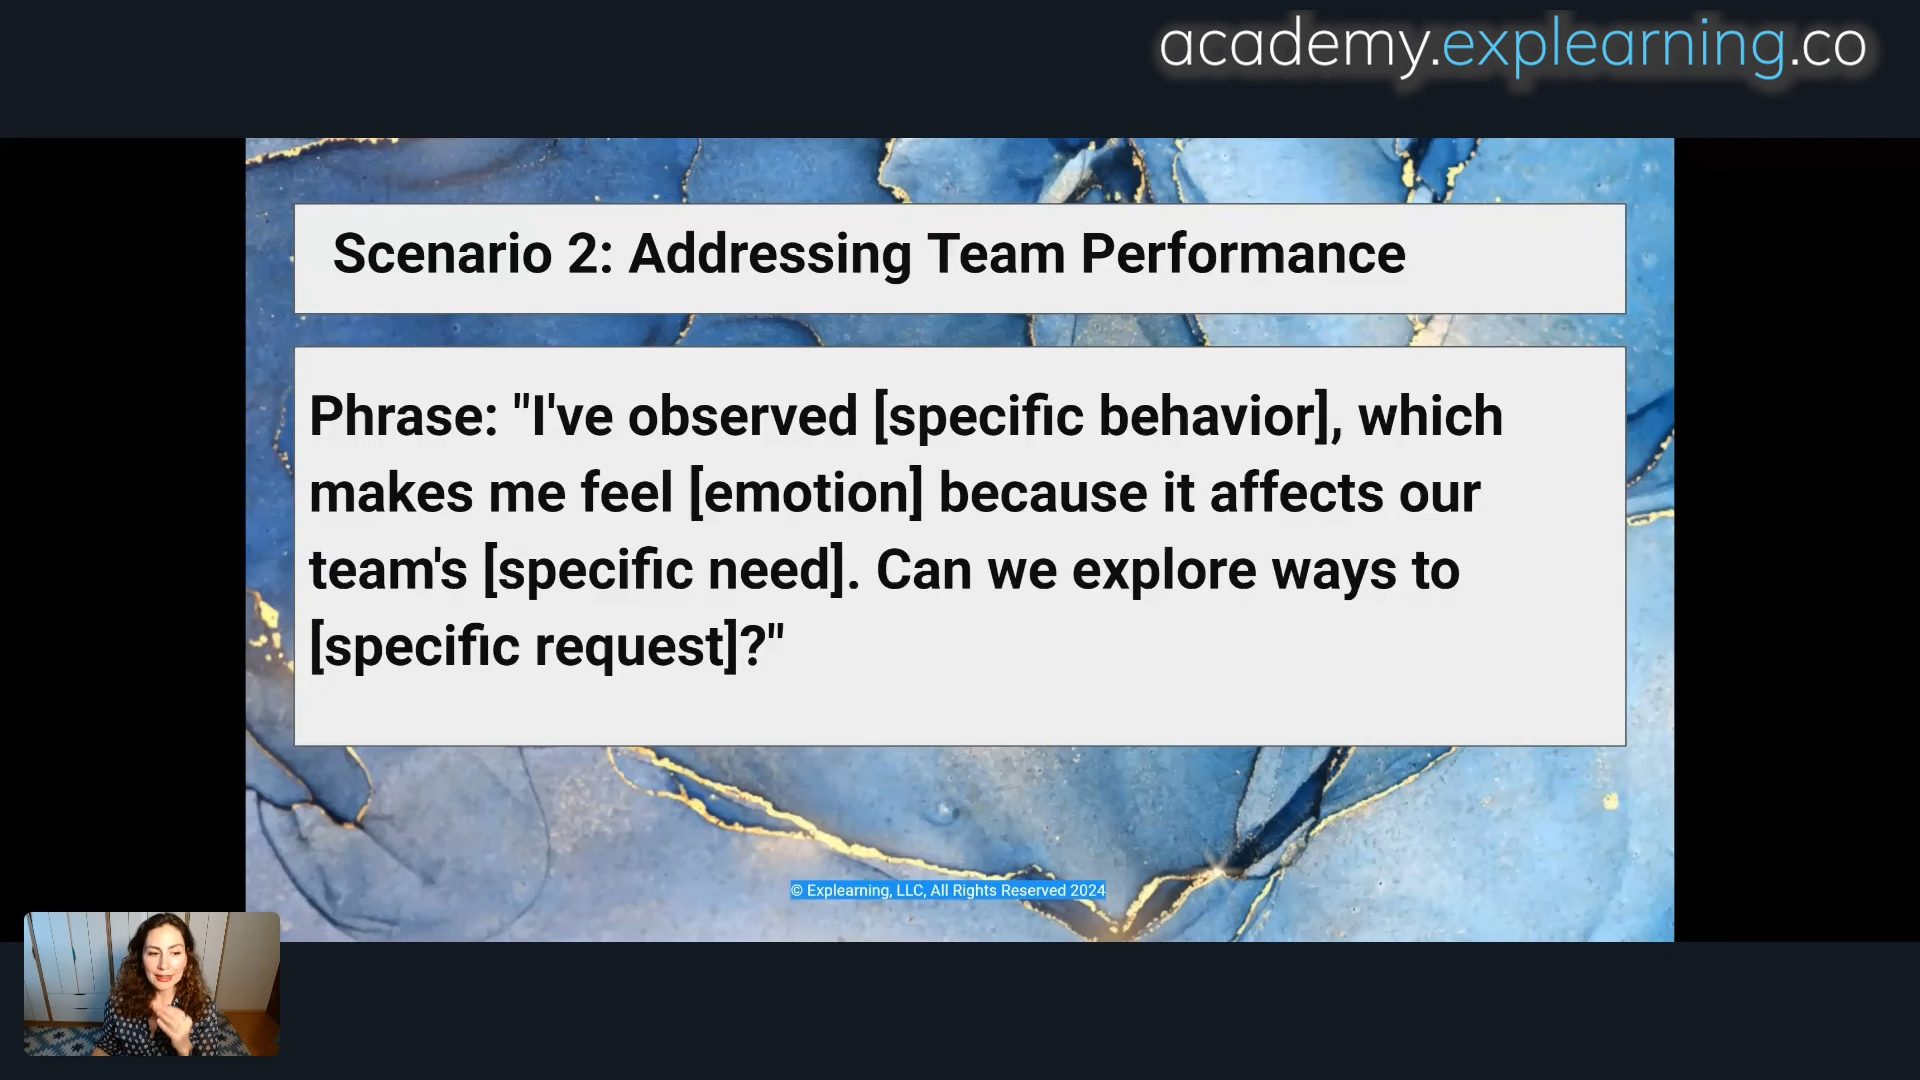 academy.explearning.co
Scenario 2: Addressing Team Performance
Phrase: "I've observed [specific behavior], which
makes me feel [emotion] because it affects our
team's [specific need]. Can we explore ways to
[specific request]?"
© Explearning, LLC, All Rights Reserved 2024